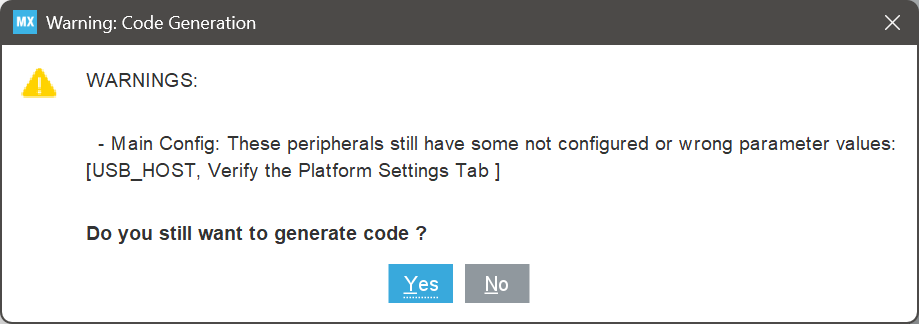 MX Warning: Code Generation
WARNINGS:
- Main Config: These peripherals still have some not configured or wrong parameter values:
[USB_HOST, Verify the Platform Settings Tab ]
Do you still want to generate code ?
Yes No